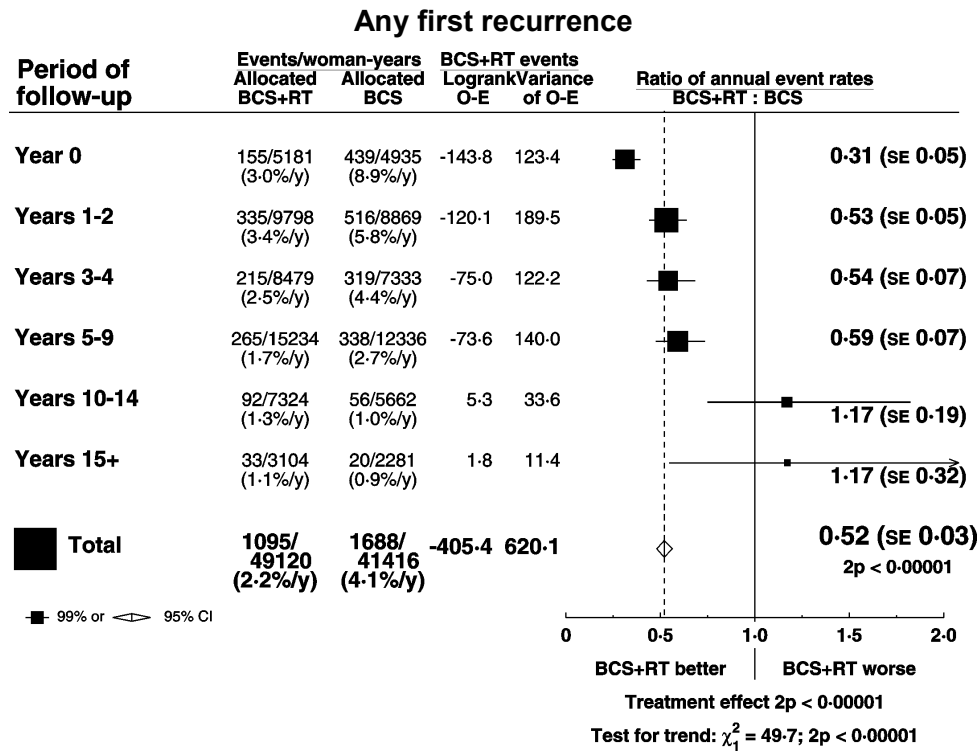 Any first recurrence
Period of
follow-up
Events/woman-years BCS+RT events
Allocated Allocated LogrankVariance
BCS+RT BCS O-E of O-E
Ratio of annual event rates
BCS+RT : BCS
Year 0 155/5181 439/4935 -143·8 123·4 0·31 (SE 0·05)
(3·0%/y) (8·9%/y)
Years 1-2 335/9798 516/8869 -120·1 189·5 0·53 (SE 0·05)
(3·4%/y) (5·8%/y)
Years 3-4 215/8479 319/7333 -75·0 122·2 0·54 (SE 0·07)
(2·5%/y) (4·4%/y)
Years 5-9 265/15234 338/12336 -73·6 140·0 0·59 (SE 0·07)
(1·7%/y) (2·7%/y)
Years 10-14 92/7324 56/5662 5·3 33·6 1·17 (SE 0·19)
(1·3%/y) (1·0%/y)
Years 15+ 33/3104 20/2281 1·8 11·4 1·17 (SE 0·32)
(1·1%/y) (0·9%/y)
Total 1095/ 1688/ -405·4 620·1 0·52 (SE 0·03)
49120 41416
(2·2%/y) (4·1%/y)
2p < 0·00001
99% or 95% CI
0 0·5 1·0 1·5 2·0
BCS+RT better BCS+RT worse
Treatment effect 2p < 0·00001
Test for trend: χ²₁ = 49·7; 2p < 0·00001